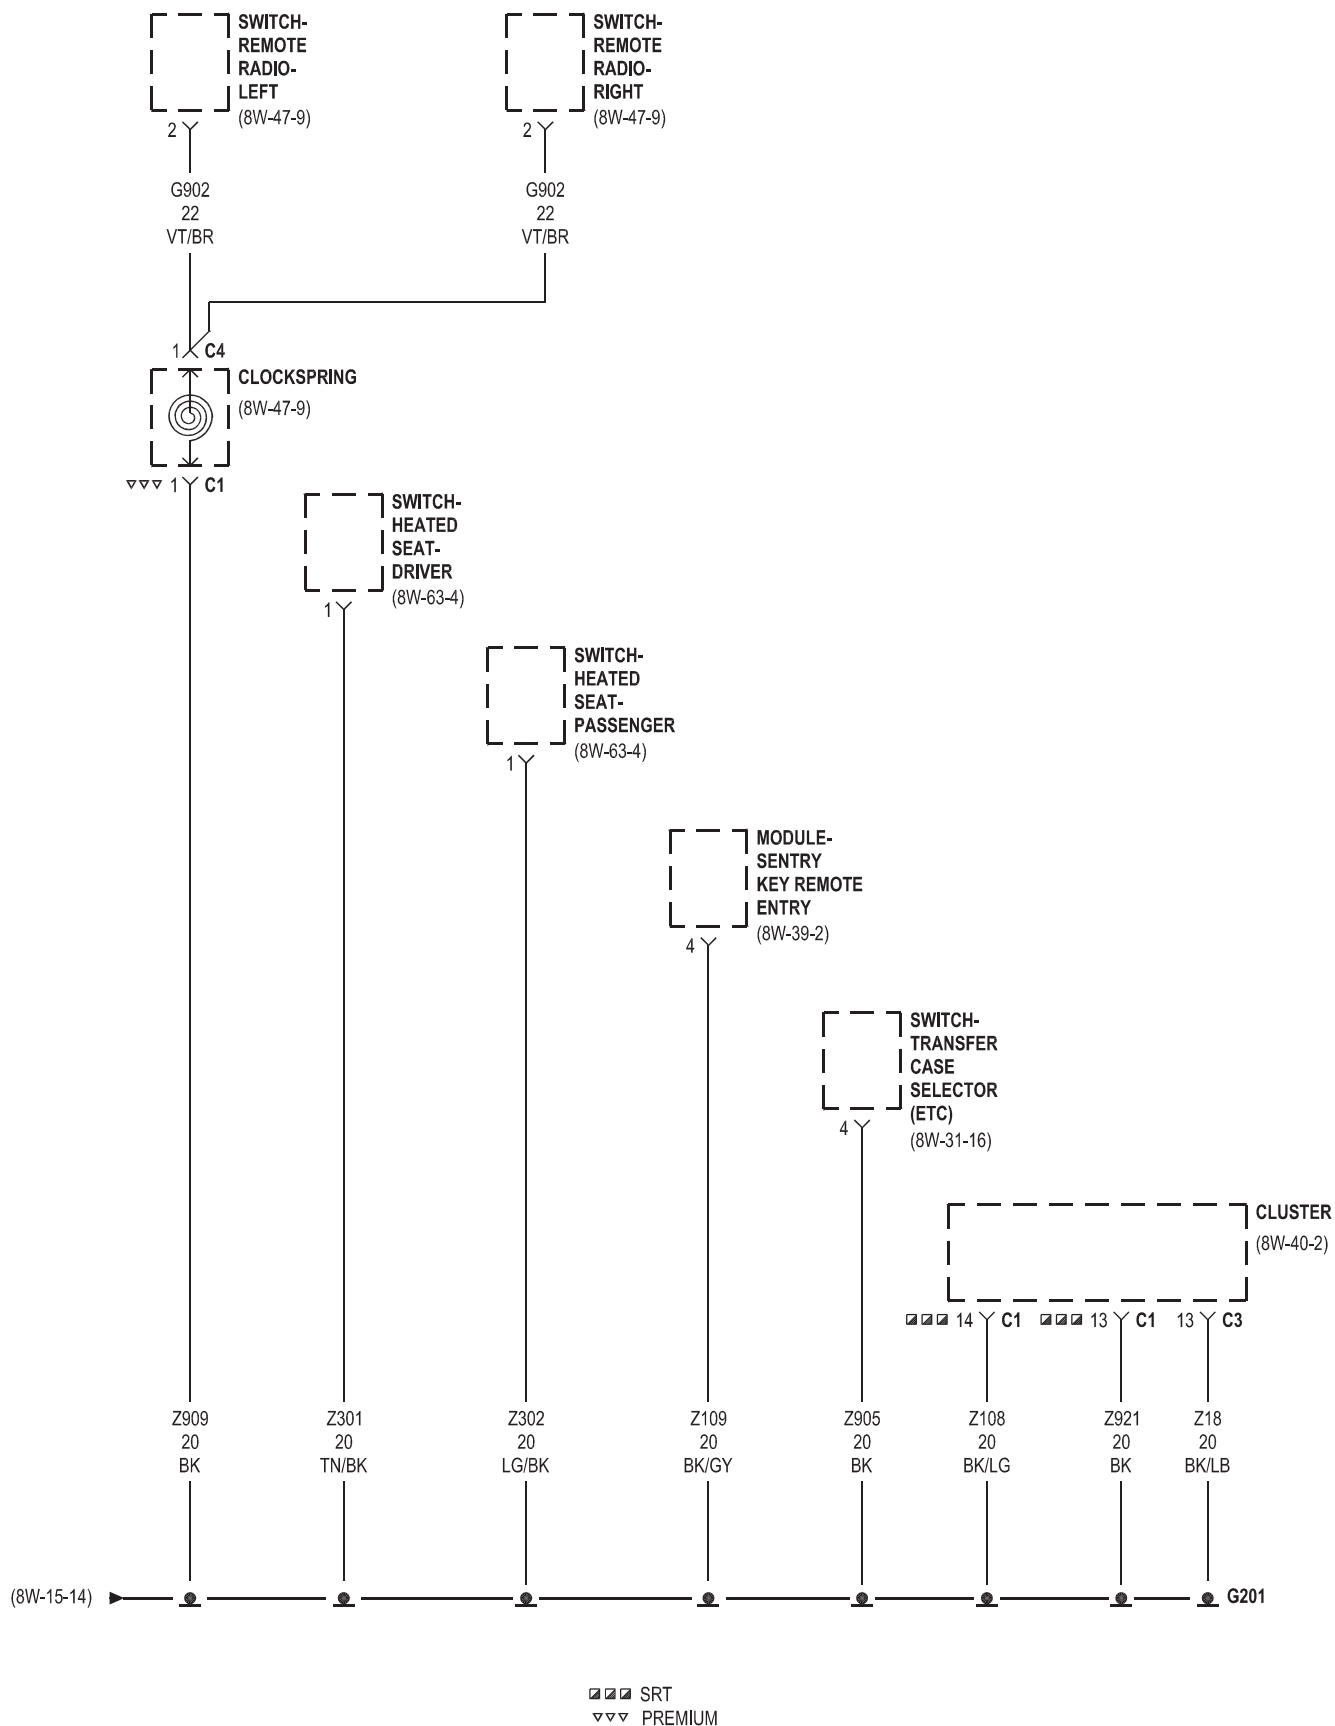 SWITCH-
REMOTE
RADIO-
LEFT
(8W-47-9)
2
G902
22
VT/BR
SWITCH-
REMOTE
RADIO-
RIGHT
(8W-47-9)
2
G902
22
VT/BR
1 C4
CLOCKSPRING
(8W-47-9)
1 C1
SWITCH-
HEATED
SEAT-
DRIVER
(8W-63-4)
1
SWITCH-
HEATED
SEAT-
PASSENGER
(8W-63-4)
1
MODULE-
SENTRY
KEY REMOTE
ENTRY
(8W-39-2)
4
SWITCH-
TRANSFER
CASE
SELECTOR
(ETC)
(8W-31-16)
4
CLUSTER
(8W-40-2)
14 C1 13 C1 13 C3
Z909
20
BK
Z301
20
TN/BK
Z302
20
LG/BK
Z109
20
BK/GY
Z905
20
BK
Z108
20
BK/LG
Z921
20
BK
Z18
20
BK/LB
(8W-15-14)
G201
SRT
PREMIUM